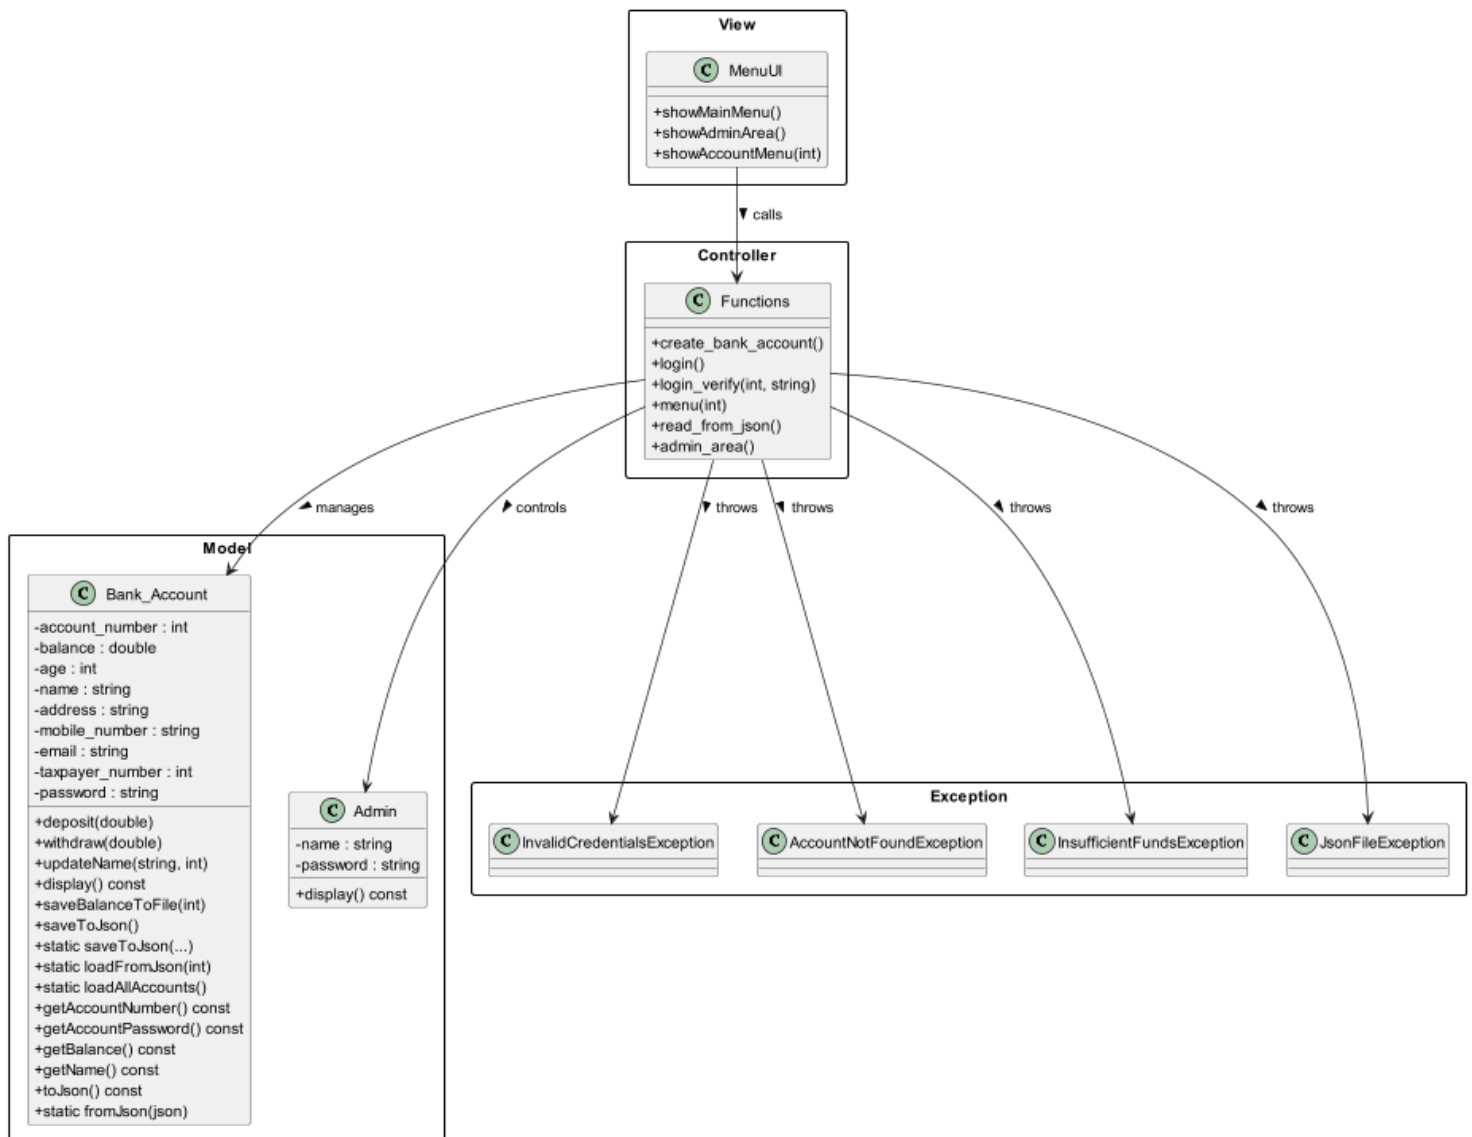 View
C MenuUI
+showMainMenu()
+showAdminArea()
+showAccountMenu(int)
calls
Controller
C Functions
+create_bank_account()
+login()
+login_verify(int, string)
+menu(int)
+read_from_json()
+admin_area()
manages
controls
throws
throws
throws
throws
Model
C Bank_Account
-account_number : int
-balance : double
-age : int
-name : string
-address : string
-mobile_number : string
-email : string
-taxpayer_number : int
-password : string
+deposit(double)
+withdraw(double)
+updateName(string, int)
+display() const
+saveBalanceToFile(int)
+saveToJson()
+static saveToJson(...)
+static loadFromJson(int)
+static loadAllAccounts()
+getAccountNumber() const
+getAccountPassword() const
+getBalance() const
+getName() const
+toJson() const
+static fromJson(json)
C Admin
-name : string
-password : string
+display() const
Exception
C InvalidCredentialsException
C AccountNotFoundException
C InsufficientFundsException
C JsonFileException